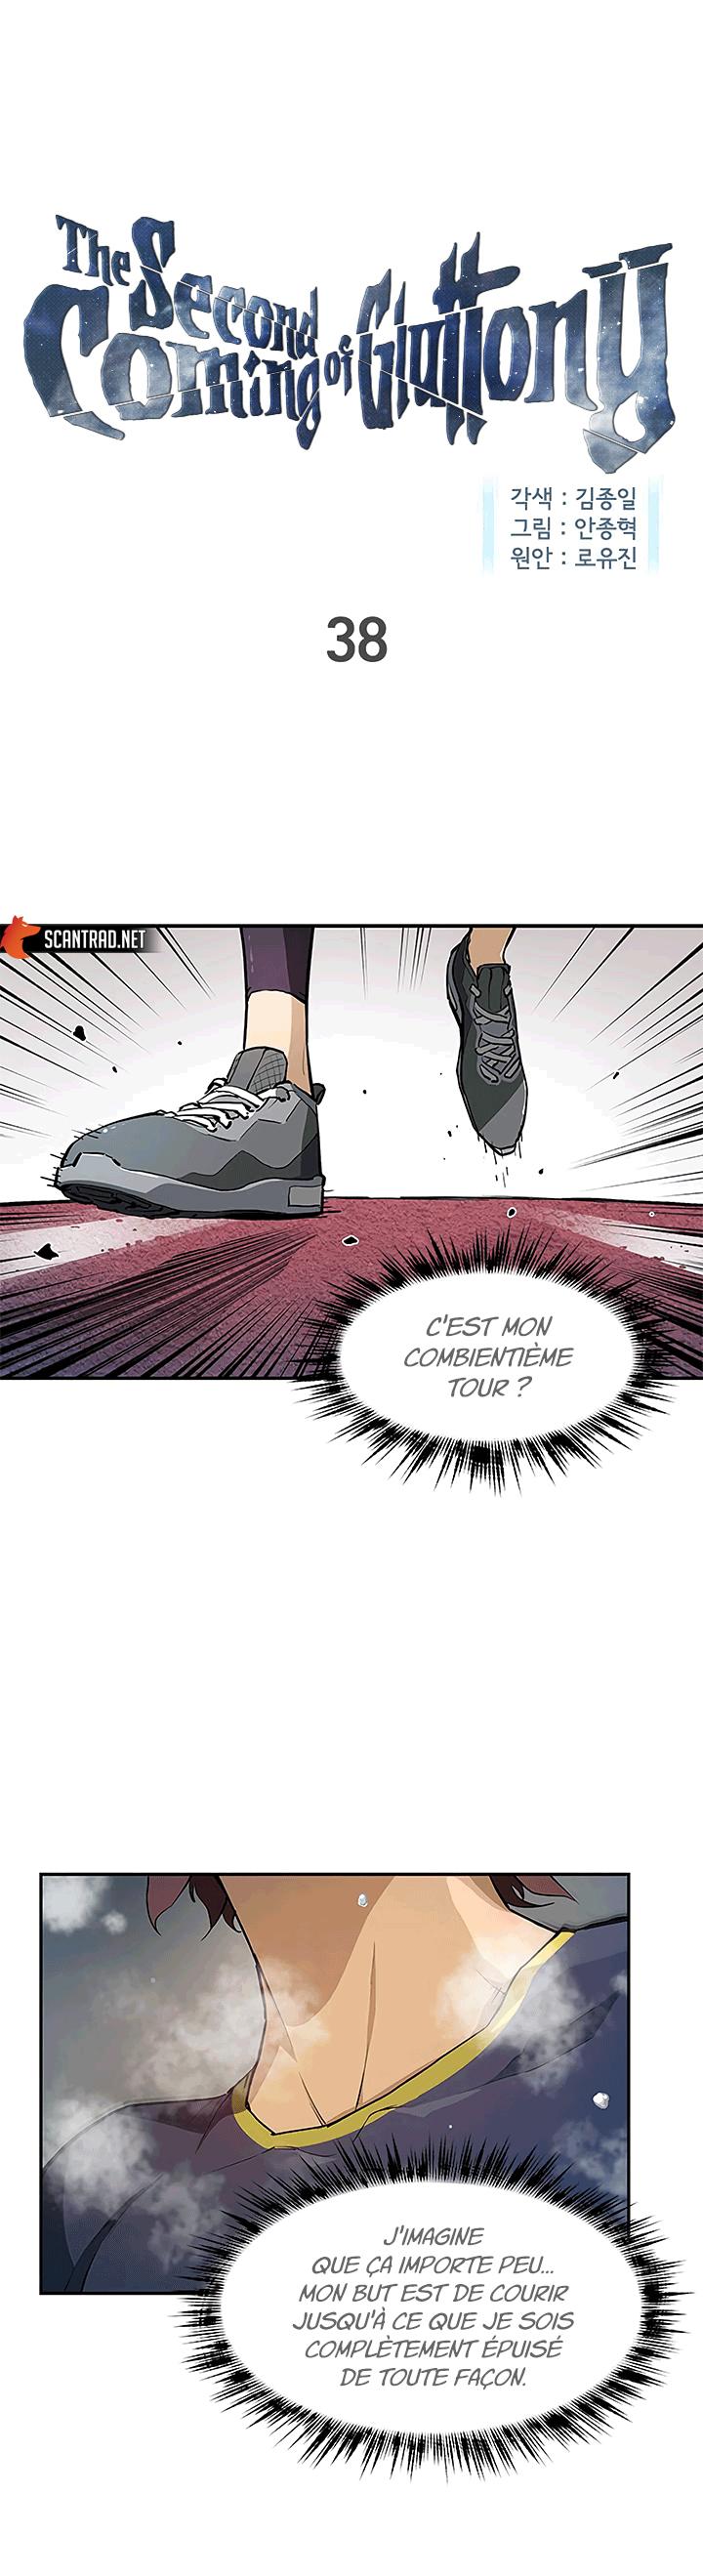 The Second
Coming of Gluttony
각색 : 김종일
그림 : 안종혁
원안 : 로유진
38
SCANTRAD.NET
C'EST MON
COMBIENTIÈME
TOUR ?
J'IMAGINE
QUE ÇA IMPORTE PEU...
MON BUT EST DE COURIR
JUSQU'À CE QUE JE SOIS
COMPLÈTEMENT ÉPUISÉ
DE TOUTE FAÇON.